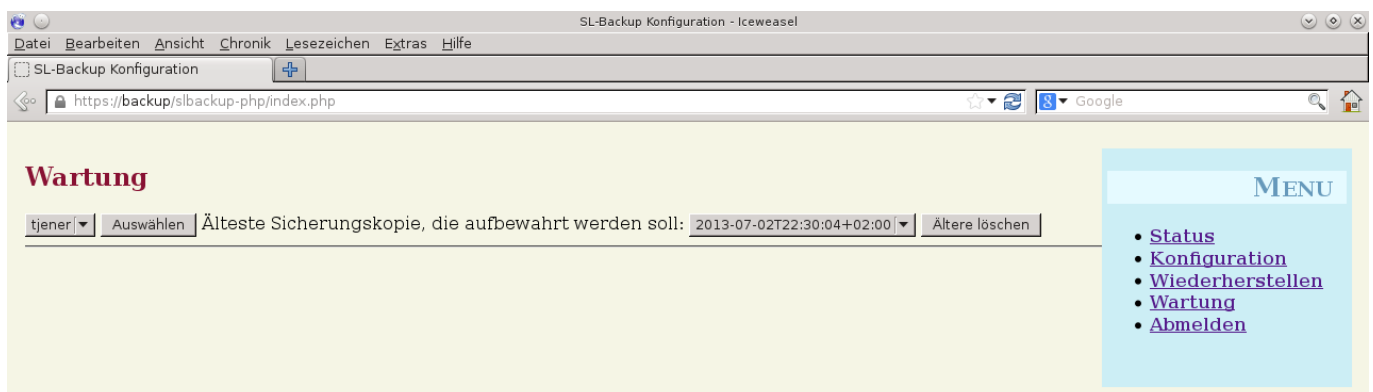 SL-Backup Konfiguration - Iceweasel
Datei Bearbeiten Ansicht Chronik Lesezeichen Extras Hilfe
SL-Backup Konfiguration
https://backup/slbackup-php/index.php
8 Google
Wartung
tjener Auswählen Älteste Sicherungskopie, die aufbewahrt werden soll: 2013-07-02T22:30:04+02:00 Ältere löschen
MENU
• Status
• Konfiguration
• Wiederherstellen
• Wartung
• Abmelden